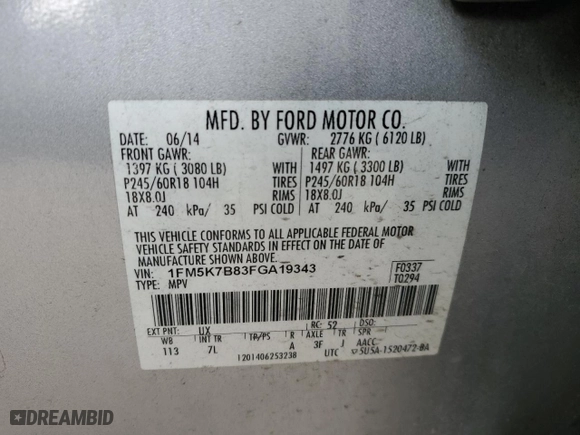 MFD. BY FORD MOTOR CO.
DATE: 06/14 GVWR: 2776 KG ( 6120 LB)
FRONT GAWR: REAR GAWR:
1397 KG ( 3080 LB) WITH 1497 KG ( 3300 LB) WITH
P245/60R18 104H TIRES P245/60R18 104H TIRES
18X8.0J RIMS 18X8.0J RIMS
AT 240 kPa/ 35 PSI COLD AT 240 kPa/ 35 PSI COLD
THIS VEHICLE CONFORMS TO ALL APPLICABLE FEDERAL MOTOR
VEHICLE SAFETY STANDARDS IN EFFECT ON THE DATE OF
MANUFACTURE SHOWN ABOVE.
VIN: 1FM5K7B83FGA19343 F0337
TYPE: MPV T0294
EXT PNT: UX RC: 52 DSO:
WB INT TR TP/PS R AXLE TR SPR
113 7L A 3F J AACC
1201406253238 UTC 5USA-1520472-BA
DREAMBID